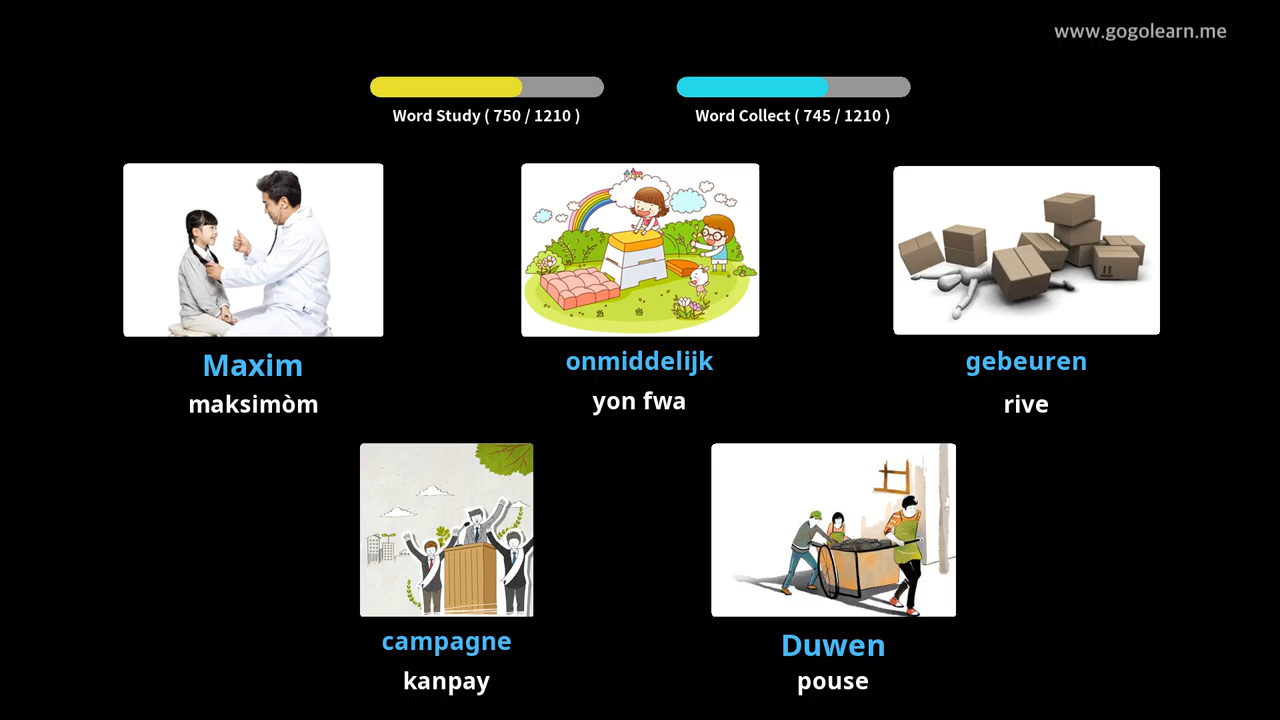 www.gogolearn.me
Word Study ( 750 / 1210 )
Word Collect ( 745 / 1210 )
Maxim
maksimòm
onmiddelijk
yon fwa
gebeuren
rive
campagne
kanpay
Duwen
pouse